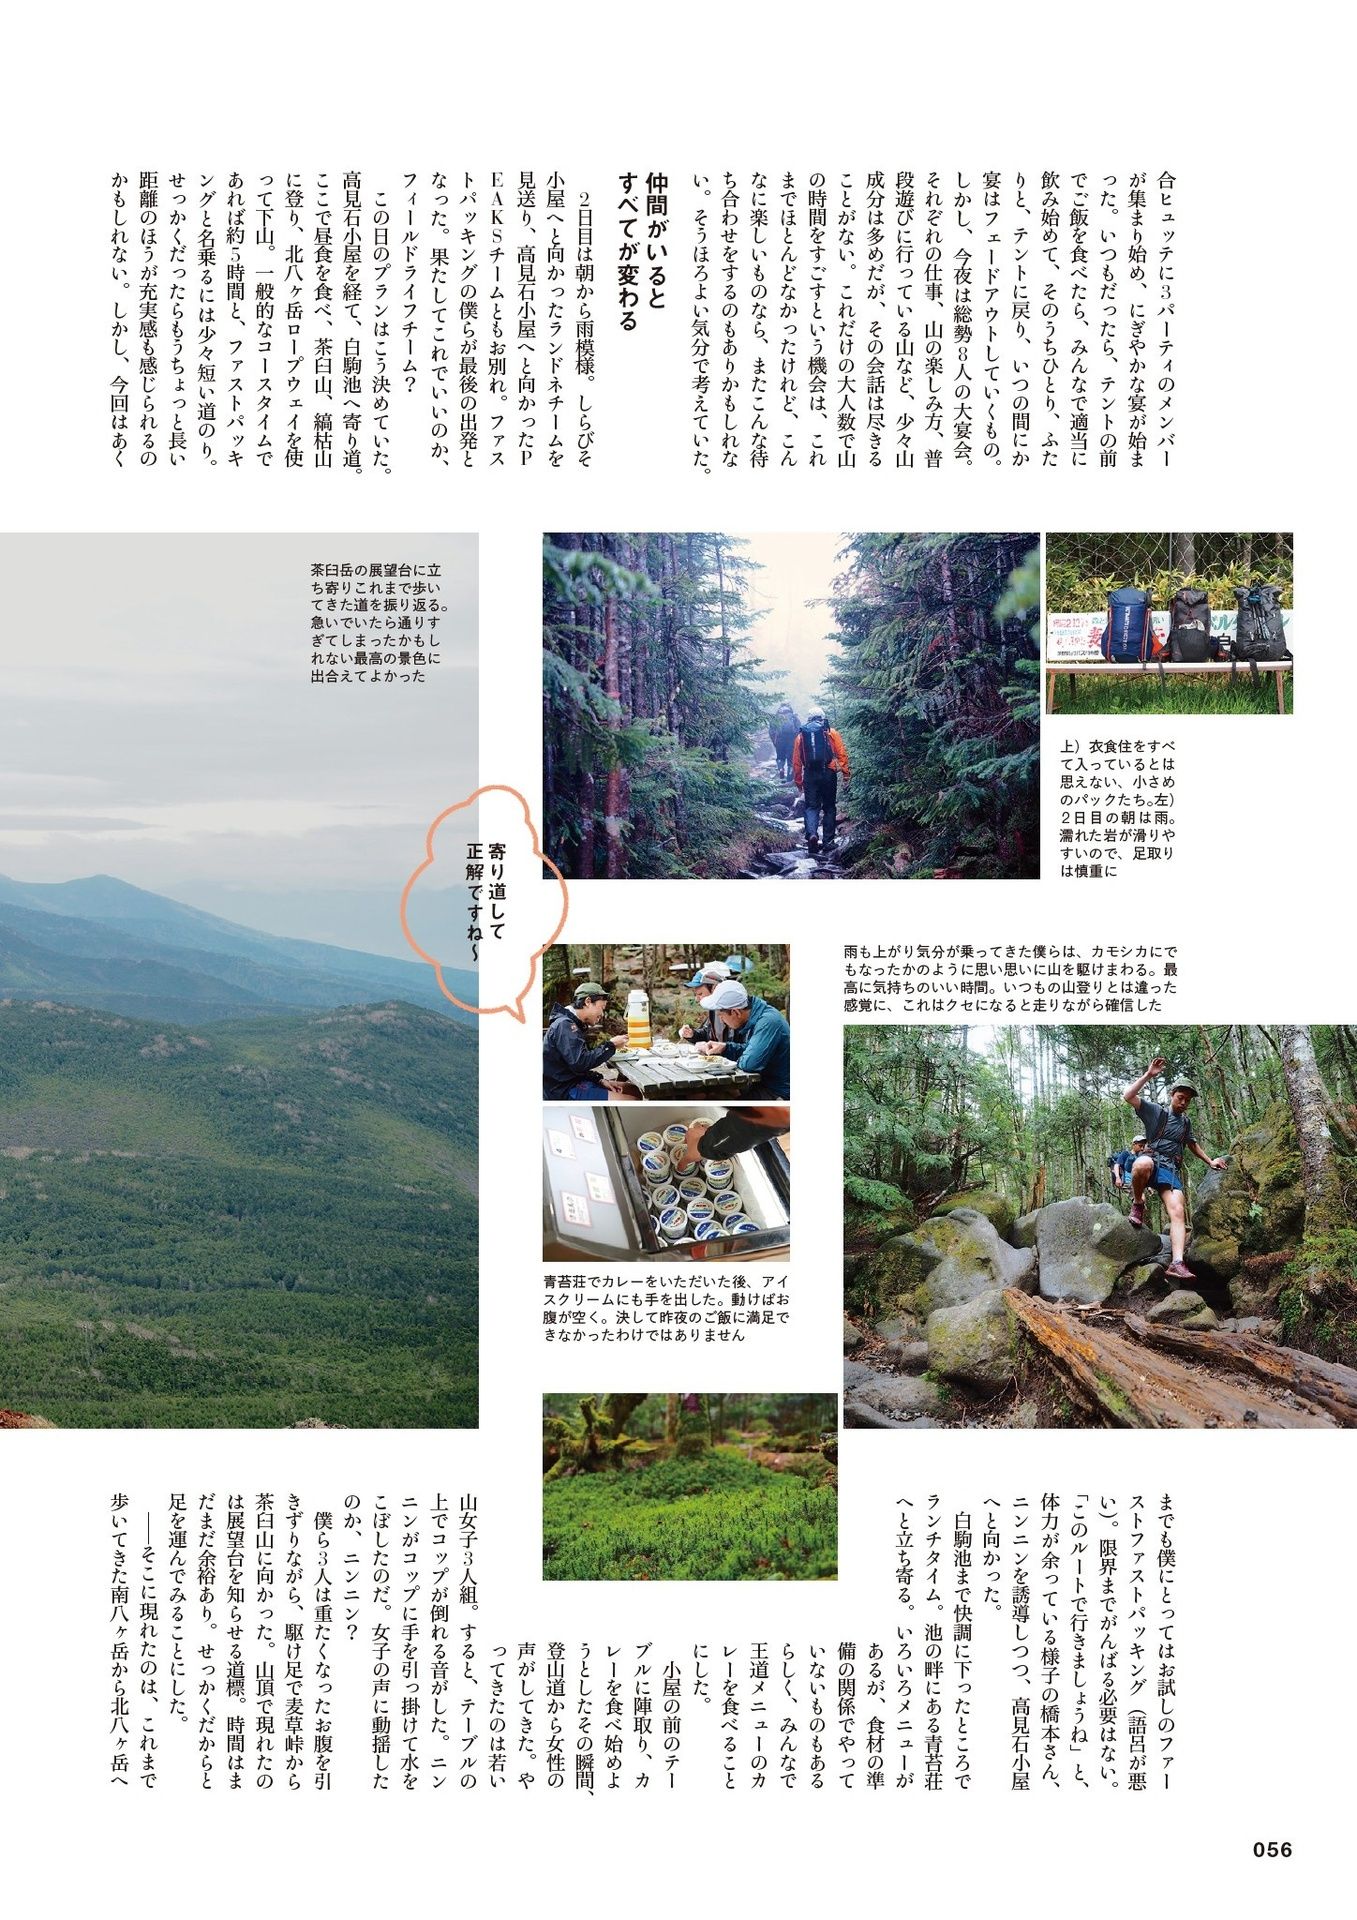 合ヒュッテに3パーティのメンバー
が集まり始め、にぎやかな宴が始ま
った。いつもだったら、テントの前
でご飯を食べたら、みんなで適当に
飲み始めて、そのうちひとり、ふた
りと、テントに戻り、いつの間にか
宴はフェードアウトしていくもの。
しかし、今夜は総勢8人の大宴会。
それぞれの仕事、山の楽しみ方、普
段遊びに行っている山など、少々山
成分は多めだが、その会話は尽きる
ことがない。これだけの大人数で山
の時間をすごすという機会は、これ
までほとんどなかったけれど、こん
なに楽しいものなら、またこんな待
ち合わせをするのもありかもしれな
い。そうほろよい気分で考えていた。
仲間がいると
すべてが変わる
2日目は朝から雨模様。しらびそ
小屋へと向かったランドネチームを
見送り、高見石小屋へと向かったP
EAKSチームともお別れ。ファス
トパッキングの僕らが最後の出発と
なった。果たしてこれでいいのか、
フィールドライフチーム？
この日のプランはこう決めていた。
高見石小屋を経て、白駒池へ寄り道。
ここで昼食を食べ、茶臼山、縞枯山
に登り、北八ヶ岳ロープウェイを使
って下山。一般的なコースタイムで
あれば約5時間と、ファストパッキ
ングと名乗るには少々短い道のり。
せっかくだったらもうちょっと長い
距離のほうが充実感も感じられるの
かもしれない。しかし、今回はあく
茶臼岳の展望台に立
ち寄りこれまで歩い
てきた道を振り返る。
急いでいたら通りす
ぎてしまったかもし
れない最高の景色に
出合えてよかった
上）衣食住をすべ
て入っているとは
思えない、小さめ
のパックたち。左）
2日目の朝は雨。
濡れた岩が滑りや
すいので、足取り
は慎重に
寄り道して
正解ですね〜
雨も上がり気分が乗ってきた僕らは、カモシカにで
もなったかのように思い思いに山を駆けまわる。最
高に気持ちのいい時間。いつもの山登りとは違った
感覚に、これはクセになると走りながら確信した
青苔荘でカレーをいただいた後、アイ
スクリームにも手を出した。動けばお
腹が空く。決して昨夜のご飯に満足で
きなかったわけではありません
までも僕にとってはお試しのファー
ストファストパッキング（語呂が悪
い）。限界までがんばる必要はない。
「このルートで行きましょうね」と、
体力が余っている様子の橋本さん、
ニンニンを誘導しつつ、高見石小屋
へと向かった。
白駒池まで快調に下ったところで
ランチタイム。池の畔にある青苔荘
へと立ち寄る。いろいろメニューが
あるが、食材の準
備の関係でやって
いないものもある
らしく、みんなで
王道メニューのカ
レーを食べること
にした。
小屋の前のテー
ブルに陣取り、カ
レーを食べ始めよ
うとしたその瞬間、
登山道から女性の
声がしてきた。や
ってきたのは若い
山女子3人組。すると、テーブルの
上でコップが倒れる音がした。ニン
ニンがコップに手を引っ掛けて水を
こぼしたのだ。女子の声に動揺した
のか、ニンニン？
僕ら3人は重たくなったお腹を引
きずりながら、駆け足で麦草峠から
茶臼山に向かった。山頂で現れたの
は展望台を知らせる道標。時間はま
だまだ余裕あり。せっかくだからと
足を運んでみることにした。
――そこに現れたのは、これまで
歩いてきた南八ヶ岳から北八ヶ岳へ
056